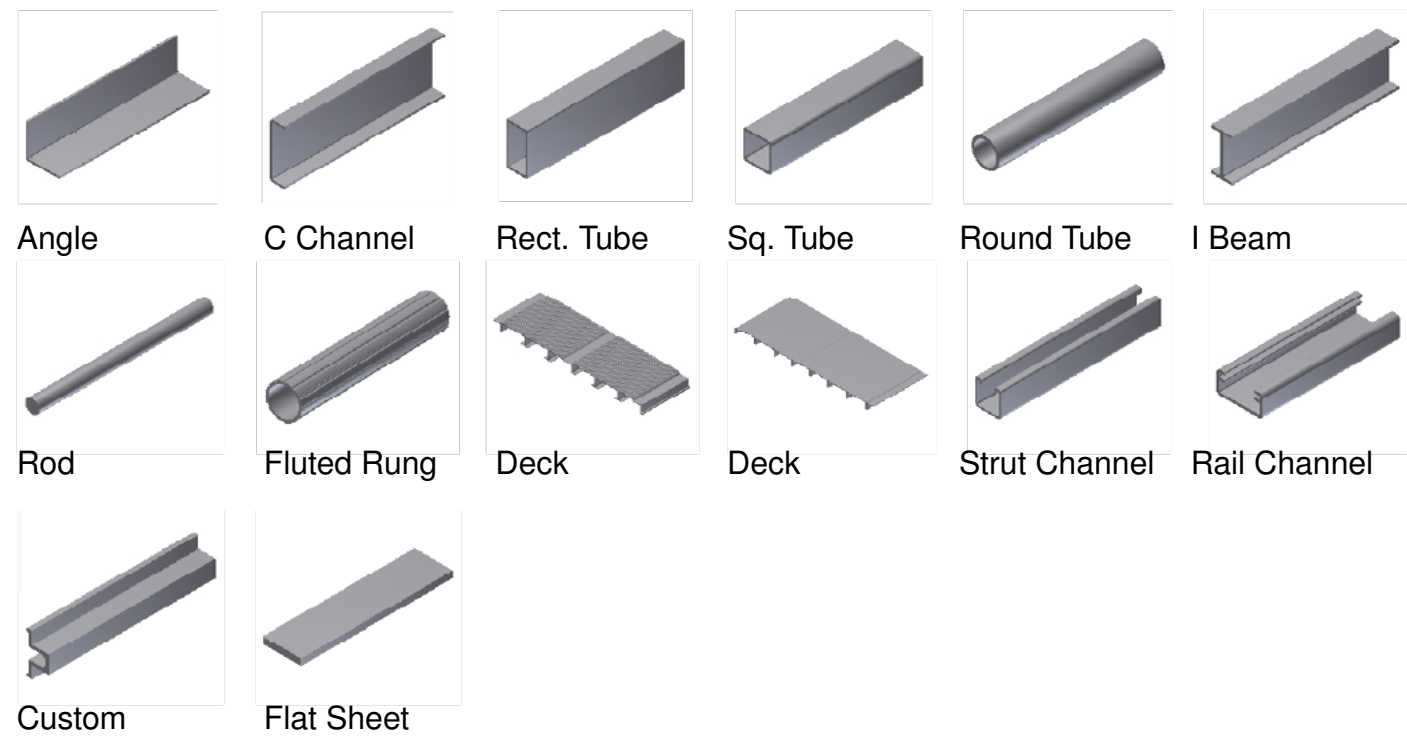 Angle
C Channel
Rect. Tube
Sq. Tube
Round Tube
I Beam
Rod
Fluted Rung
Deck
Deck
Strut Channel
Rail Channel
Custom
Flat Sheet